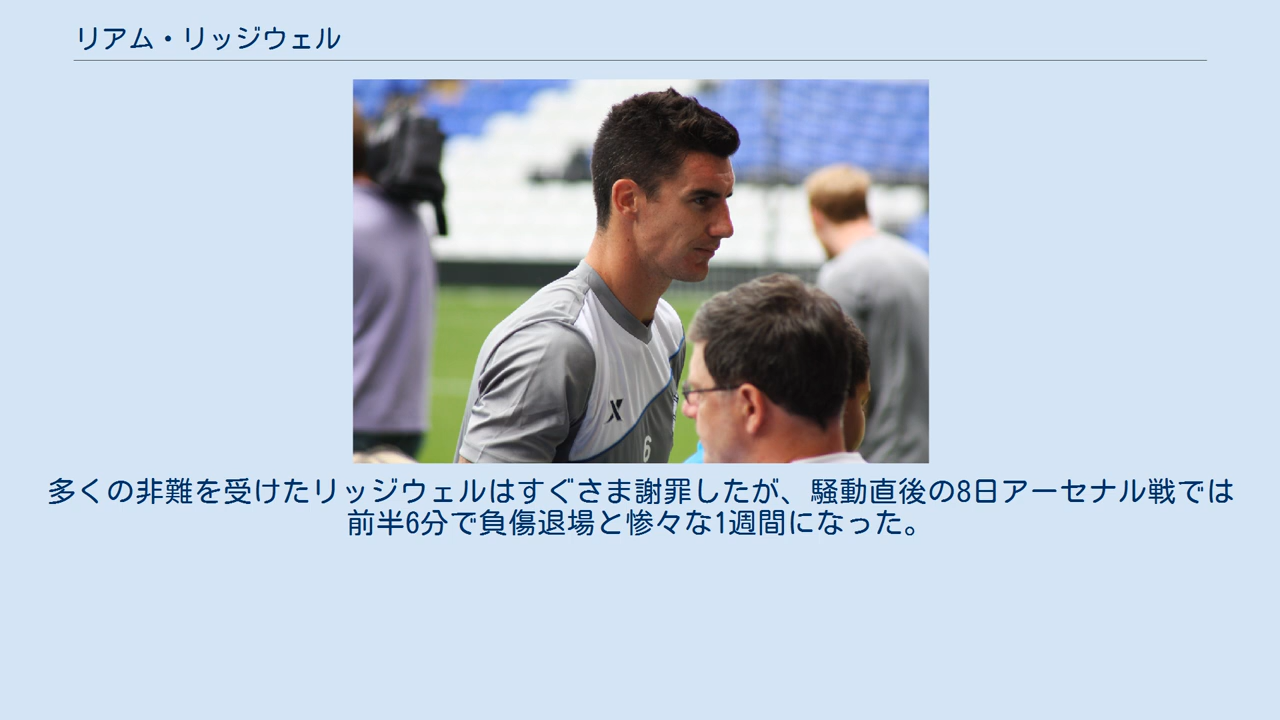 リアム・リッジウェル
6
多くの非難を受けたリッジウェルはすぐさま謝罪したが、騒動直後の8日アーセナル戦では
前半6分で負傷退場と惨々な1週間になった。